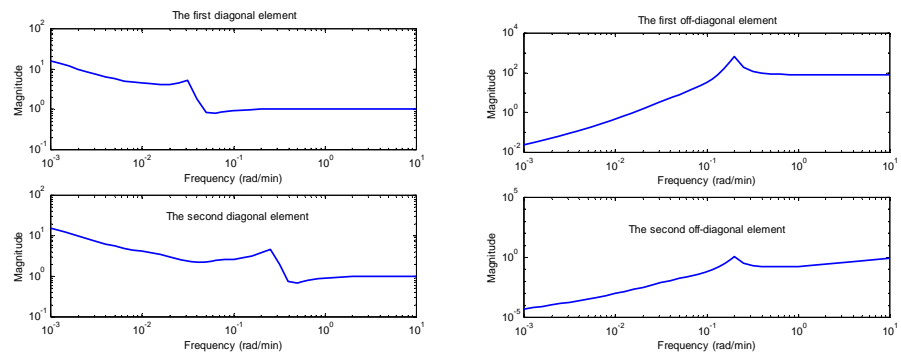 The first diagonal element
10^2
10^1
10^0
10^-1
Magnitude
10^-3 10^-2 10^-1 10^0 10^1
Frequency (rad/min)
The second diagonal element
10^2
10^1
10^0
10^-1
Magnitude
10^-3 10^-2 10^-1 10^0 10^1
Frequency (rad/min)
The first off-diagonal element
10^4
10^2
10^0
10^-2
Magnitude
10^-3 10^-2 10^-1 10^0 10^1
Frequency (rad/min)
The second off-diagonal element
10^5
10^0
10^-5
Magnitude
10^-3 10^-2 10^-1 10^0 10^1
Frequency (rad/min)